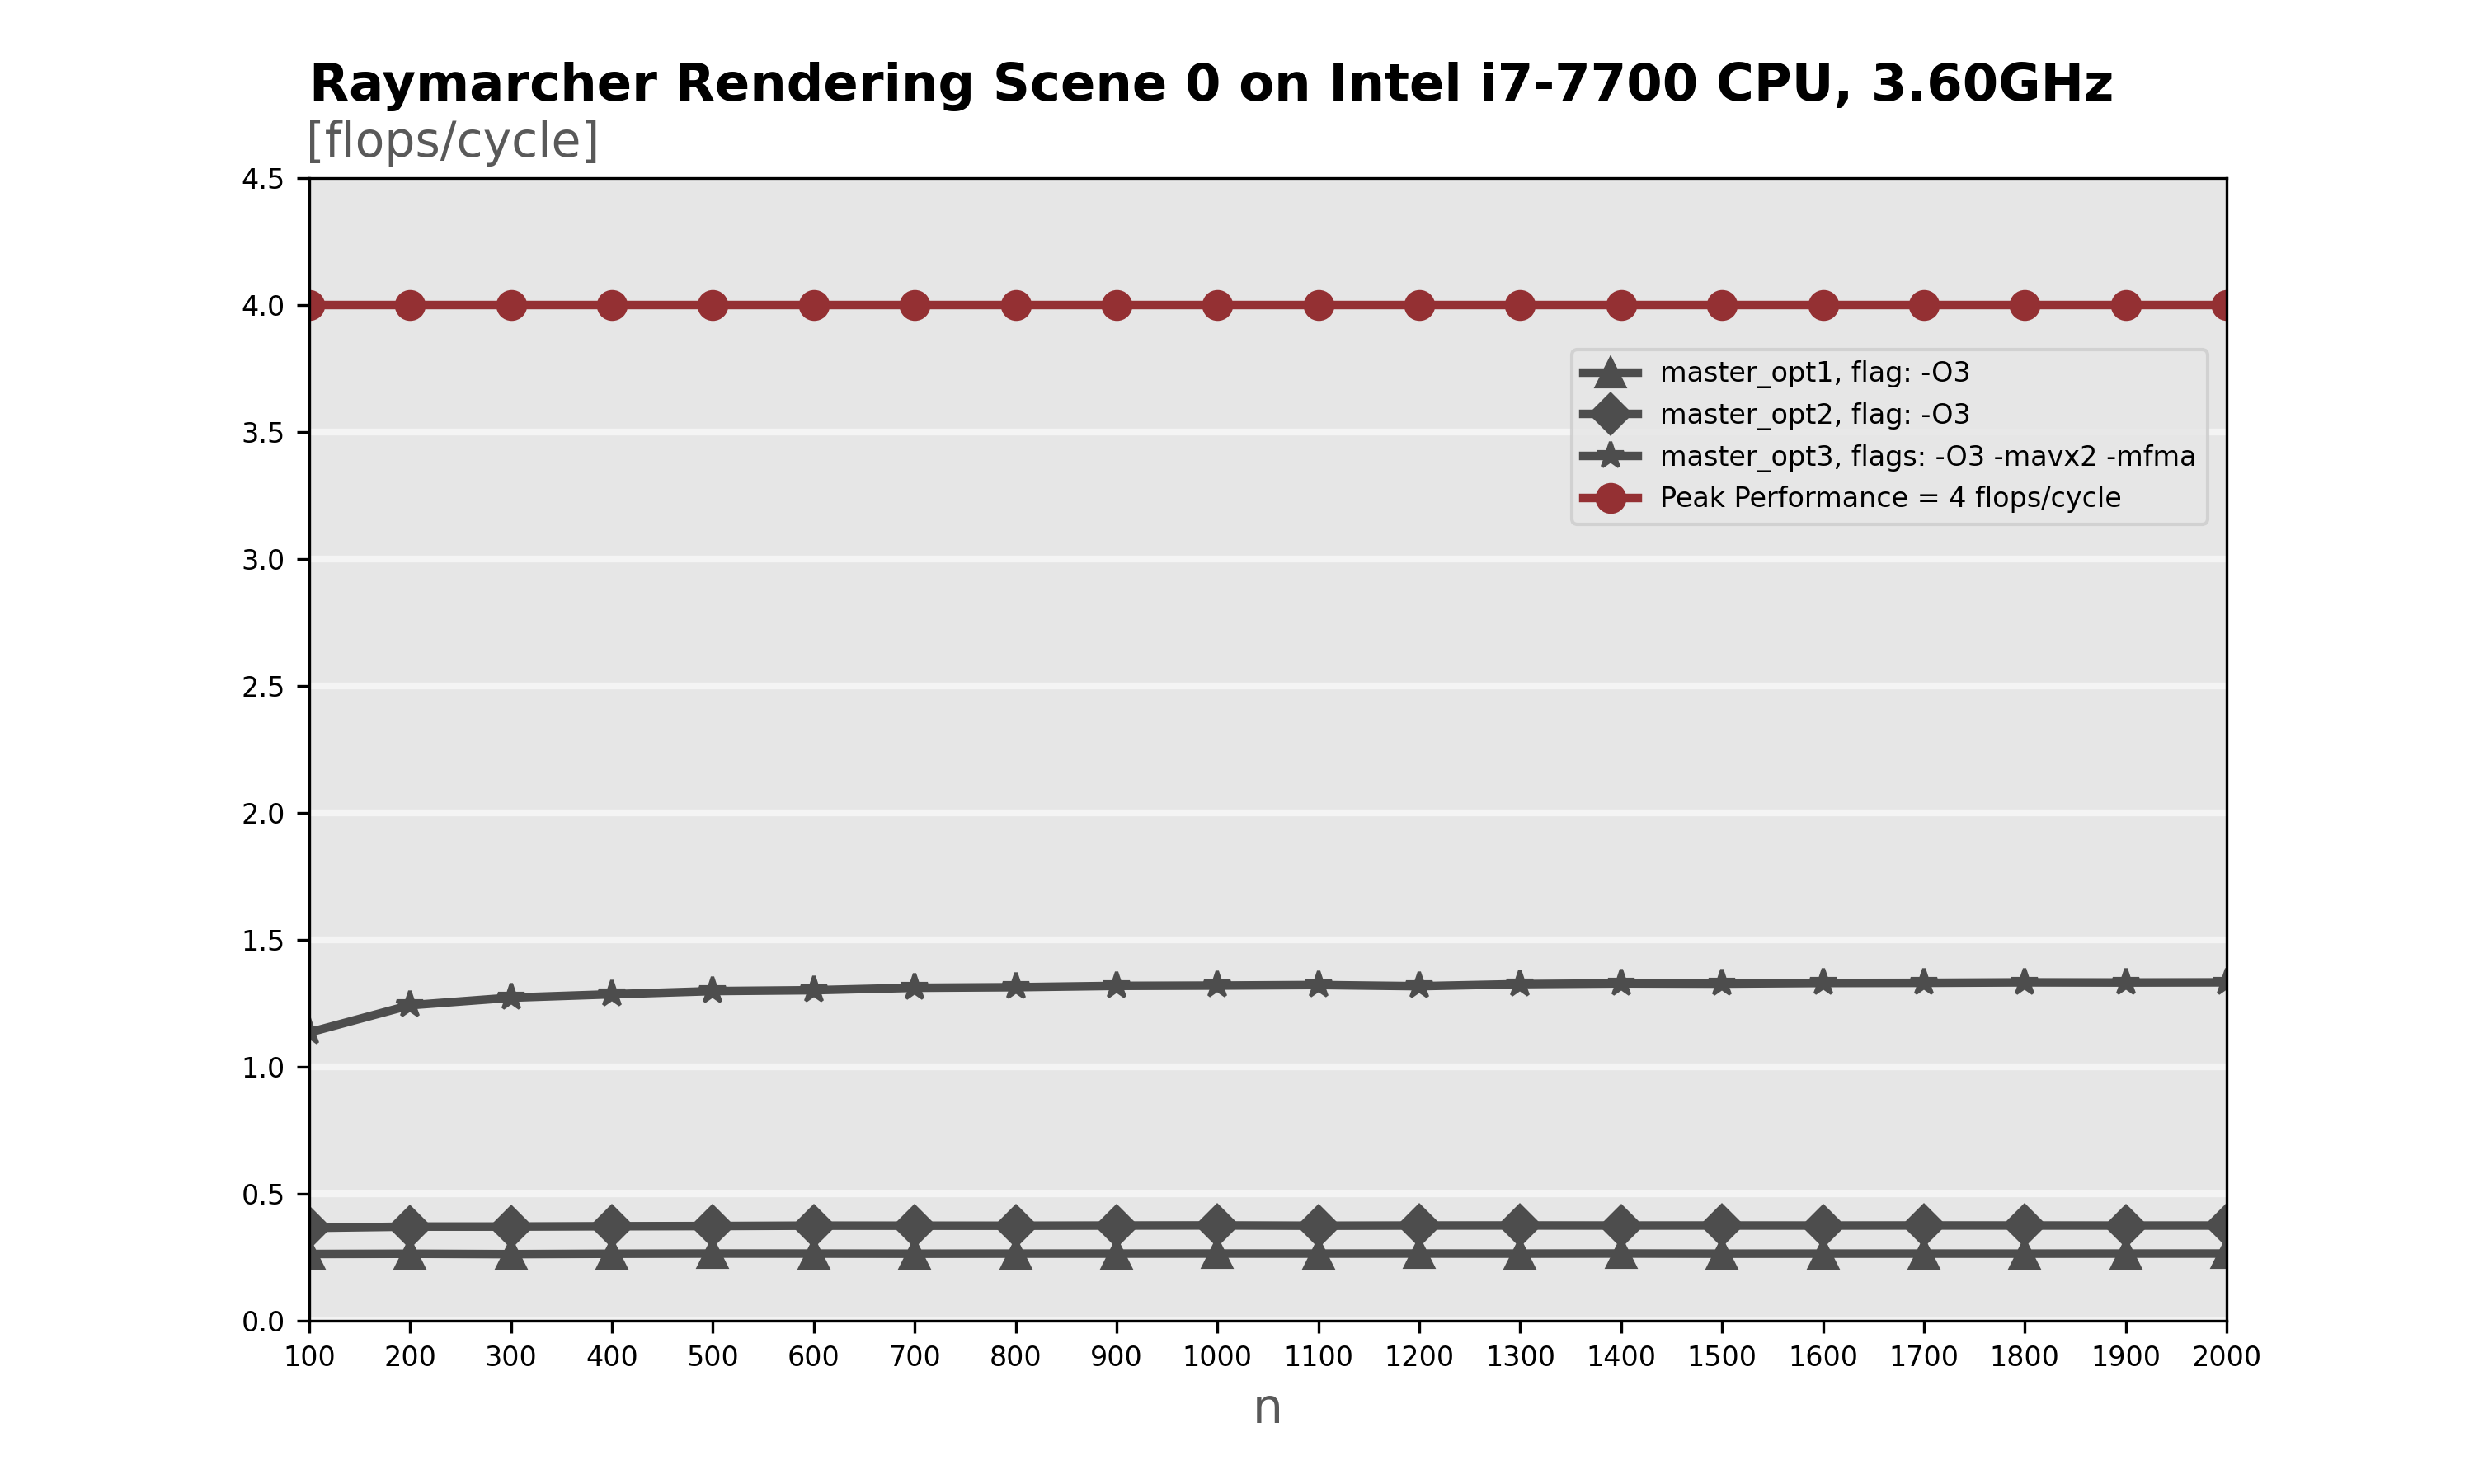 Raymarcher Rendering Scene 0 on Intel i7-7700 CPU, 3.60GHz
[flops/cycle]
4.5
4.0
master_opt1, flag: -O3
master_opt2, flag: -O3
3.5
master_opt3, flags: -O3 -mavx2 -mfma
Peak Performance = 4 flops/cycle
3.0
2.5
2.0
1.5
1.0
0.5
0.0
100 200 300 400 500 600 700 800 900 1000 1100 1200 1300 1400 1500 1600 1700 1800 1900 2000
n